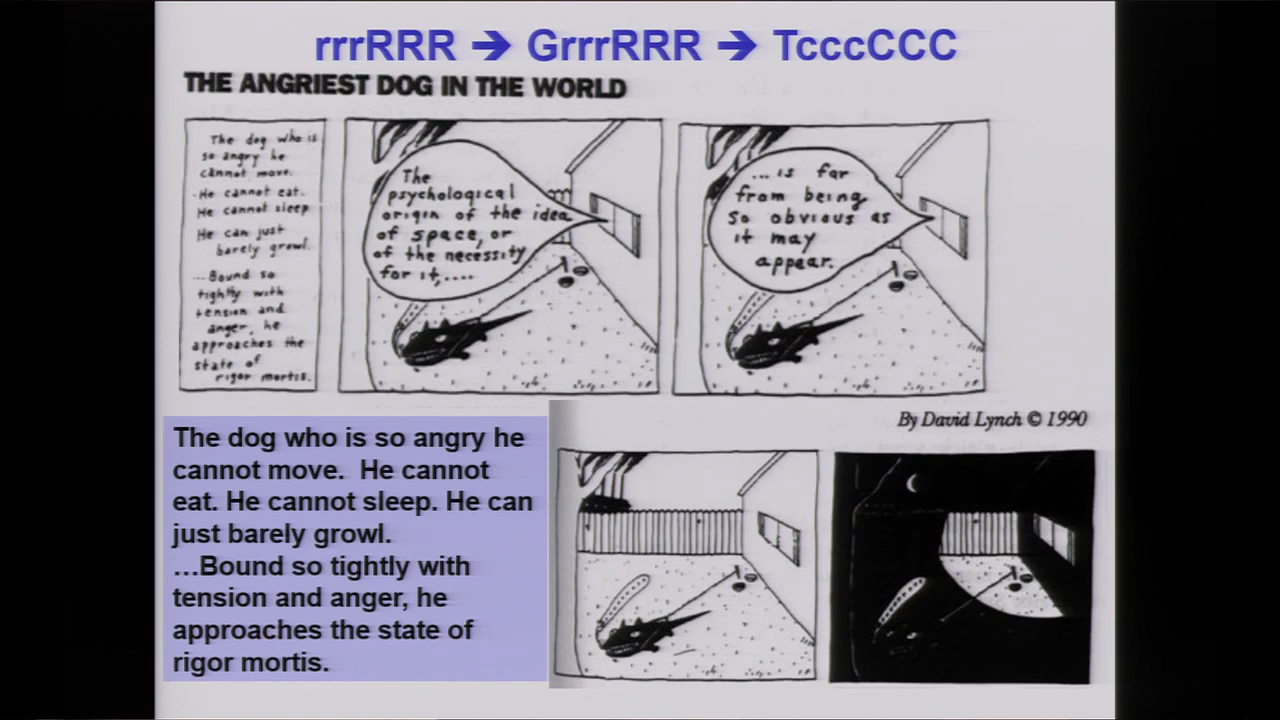 rrrRRR ➔ GrrrRRR ➔ TcccCCC
THE ANGRIEST DOG IN THE WORLD
The dog who is
so angry he
cannot move.
He cannot eat.
He cannot sleep
He can just
barely growl.
...Bound so
tightly with
tension and
anger, he
approaches the
state of
rigor mortis.
The
psychological
origin of the idea
of space, or
of the necessity
for it,....
...is far
from being
so obvious as
it may
appear.
By David Lynch © 1990
The dog who is so angry he
cannot move. He cannot
eat. He cannot sleep. He can
just barely growl.
…Bound so tightly with
tension and anger, he
approaches the state of
rigor mortis.